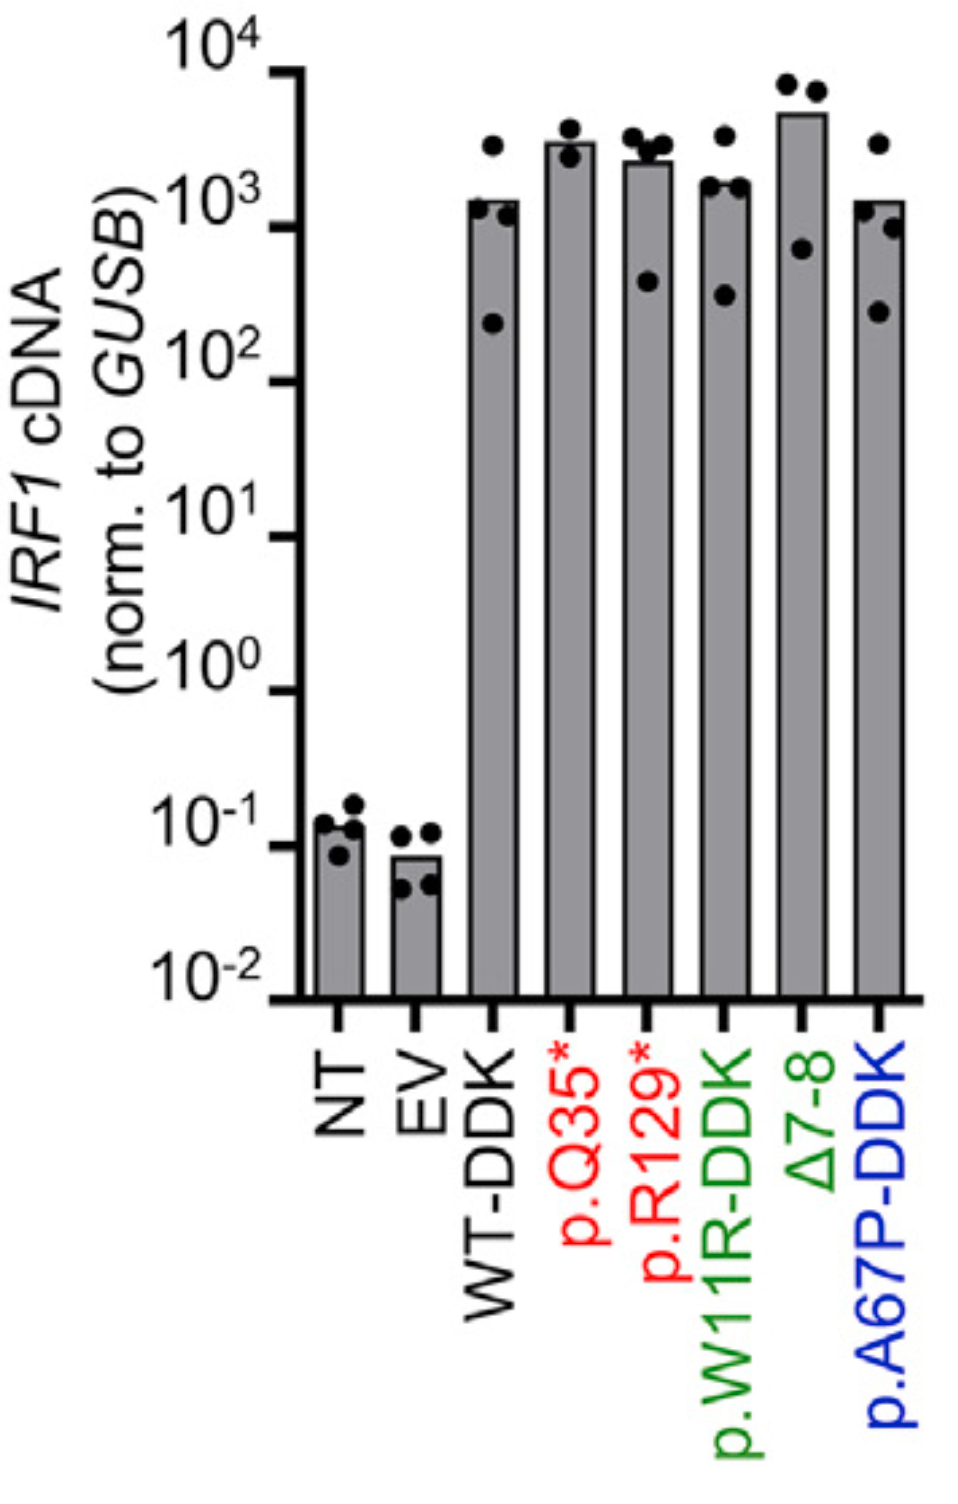 IRF1 cDNA
(norm. to GUSB)
10⁴
10³
10²
10¹
10⁰
10⁻¹
10⁻²
NT
EV
WT-DDK
p.Q35*
p.R129*
p.W11R-DDK
Δ7-8
p.A67P-DDK